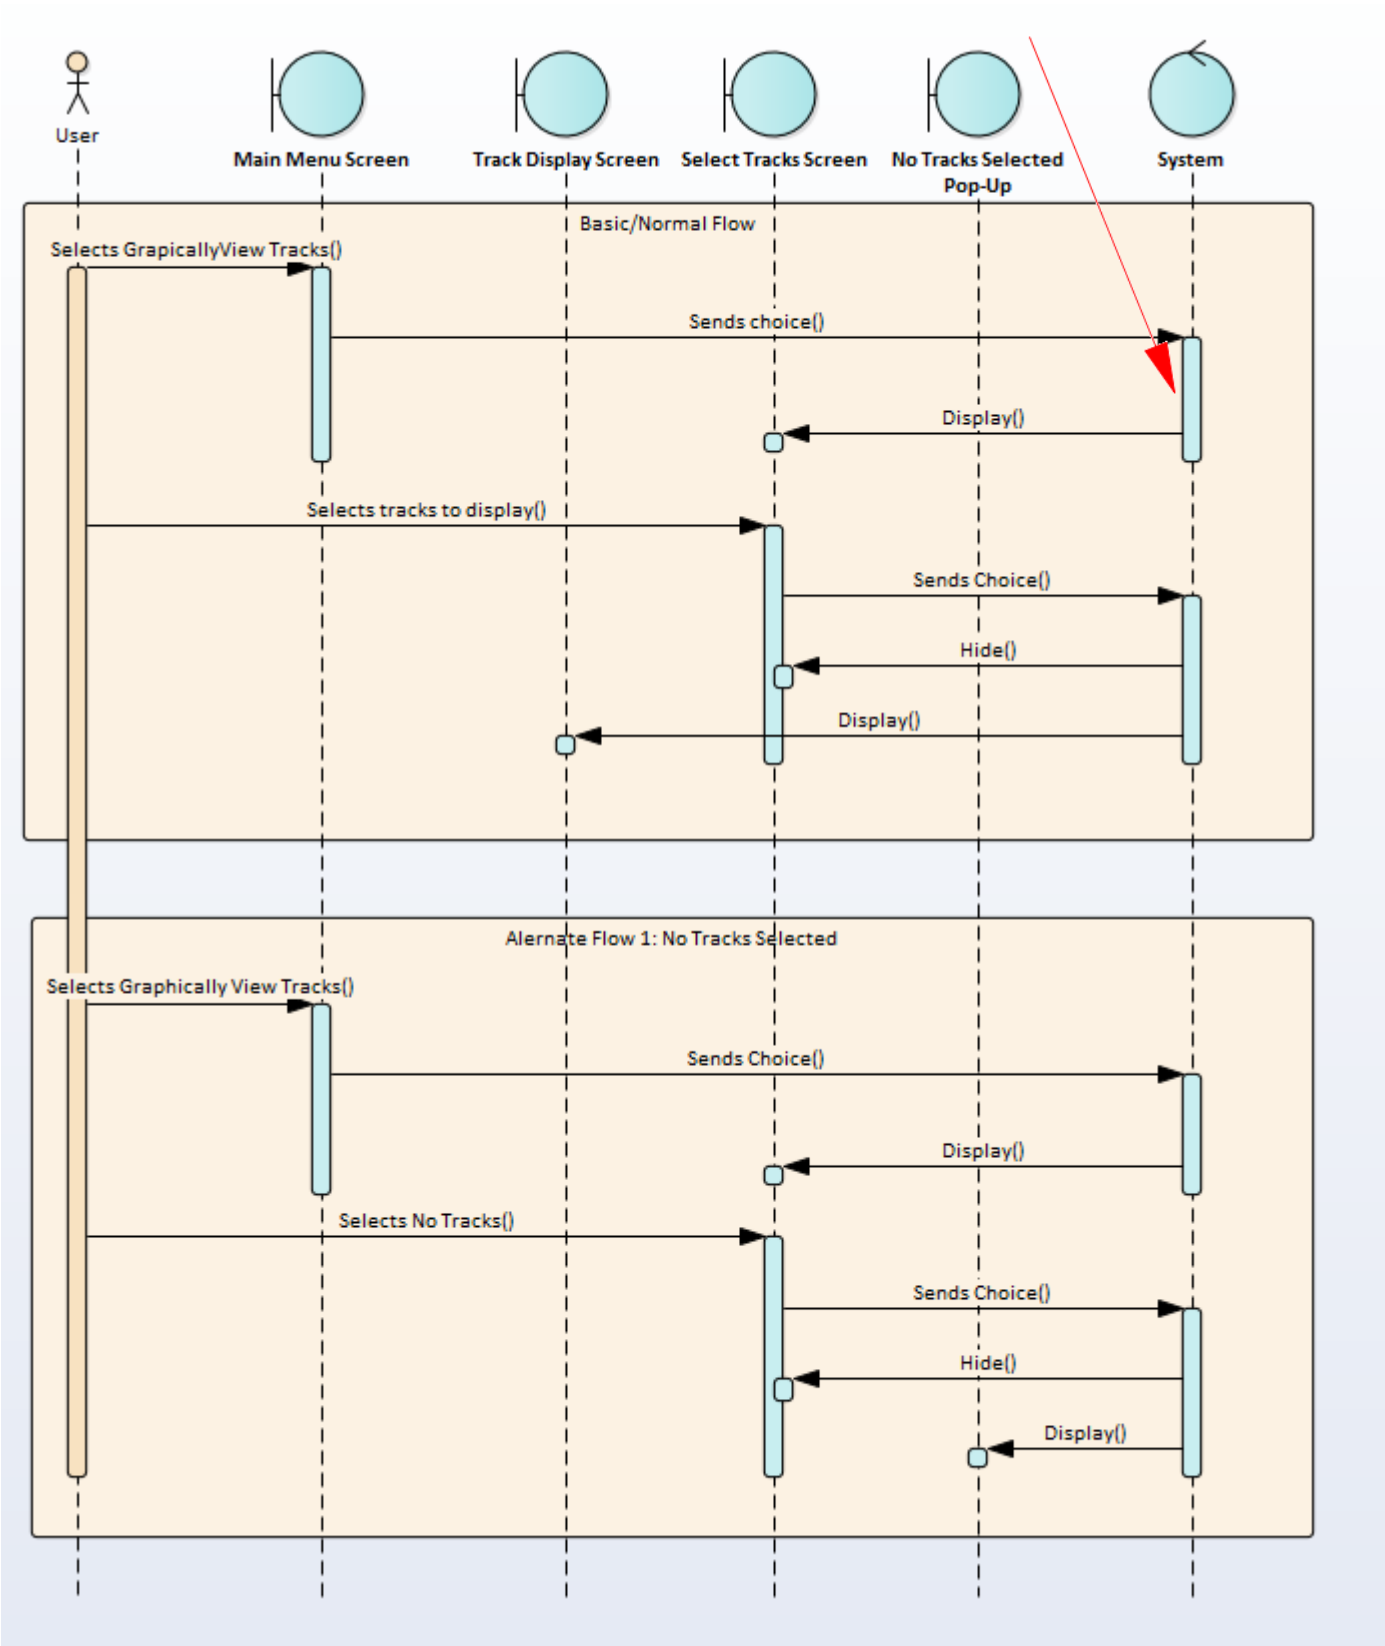 User
Main Menu Screen
Track Display Screen
Select Tracks Screen
No Tracks Selected
Pop-Up
System
Basic/Normal Flow
Selects GrapicallyView Tracks()
Sends choice()
Display()
Selects tracks to display()
Sends Choice()
Hide()
Display()
Alernate Flow 1: No Tracks Selected
Selects Graphically View Tracks()
Sends Choice()
Display()
Selects No Tracks()
Sends Choice()
Hide()
Display()